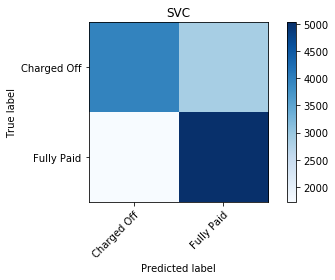 SVC
True label
Charged Off
Fully Paid
Charged Off
Fully Paid
Predicted label
5000
4500
4000
3500
3000
2500
2000